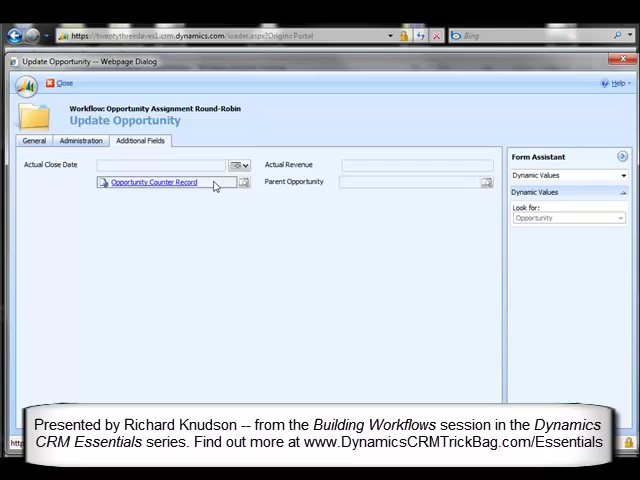 https://twentythreedaves1.crm.dynamics.com/loader.aspx?Origin=Portal
Bing
Update Opportunity -- Webpage Dialog
Close
Help
Workflow: Opportunity Assignment Round-Robin
Update Opportunity
General
Administration
Additional Fields
Actual Close Date
Actual Revenue
Opportunity Counter Record
Parent Opportunity
Form Assistant
Dynamic Values
Dynamic Values
Look for:
Opportunity
Presented by Richard Knudson -- from the Building Workflows session in the Dynamics
CRM Essentials series. Find out more at www.DynamicsCRMTrickBag.com/Essentials